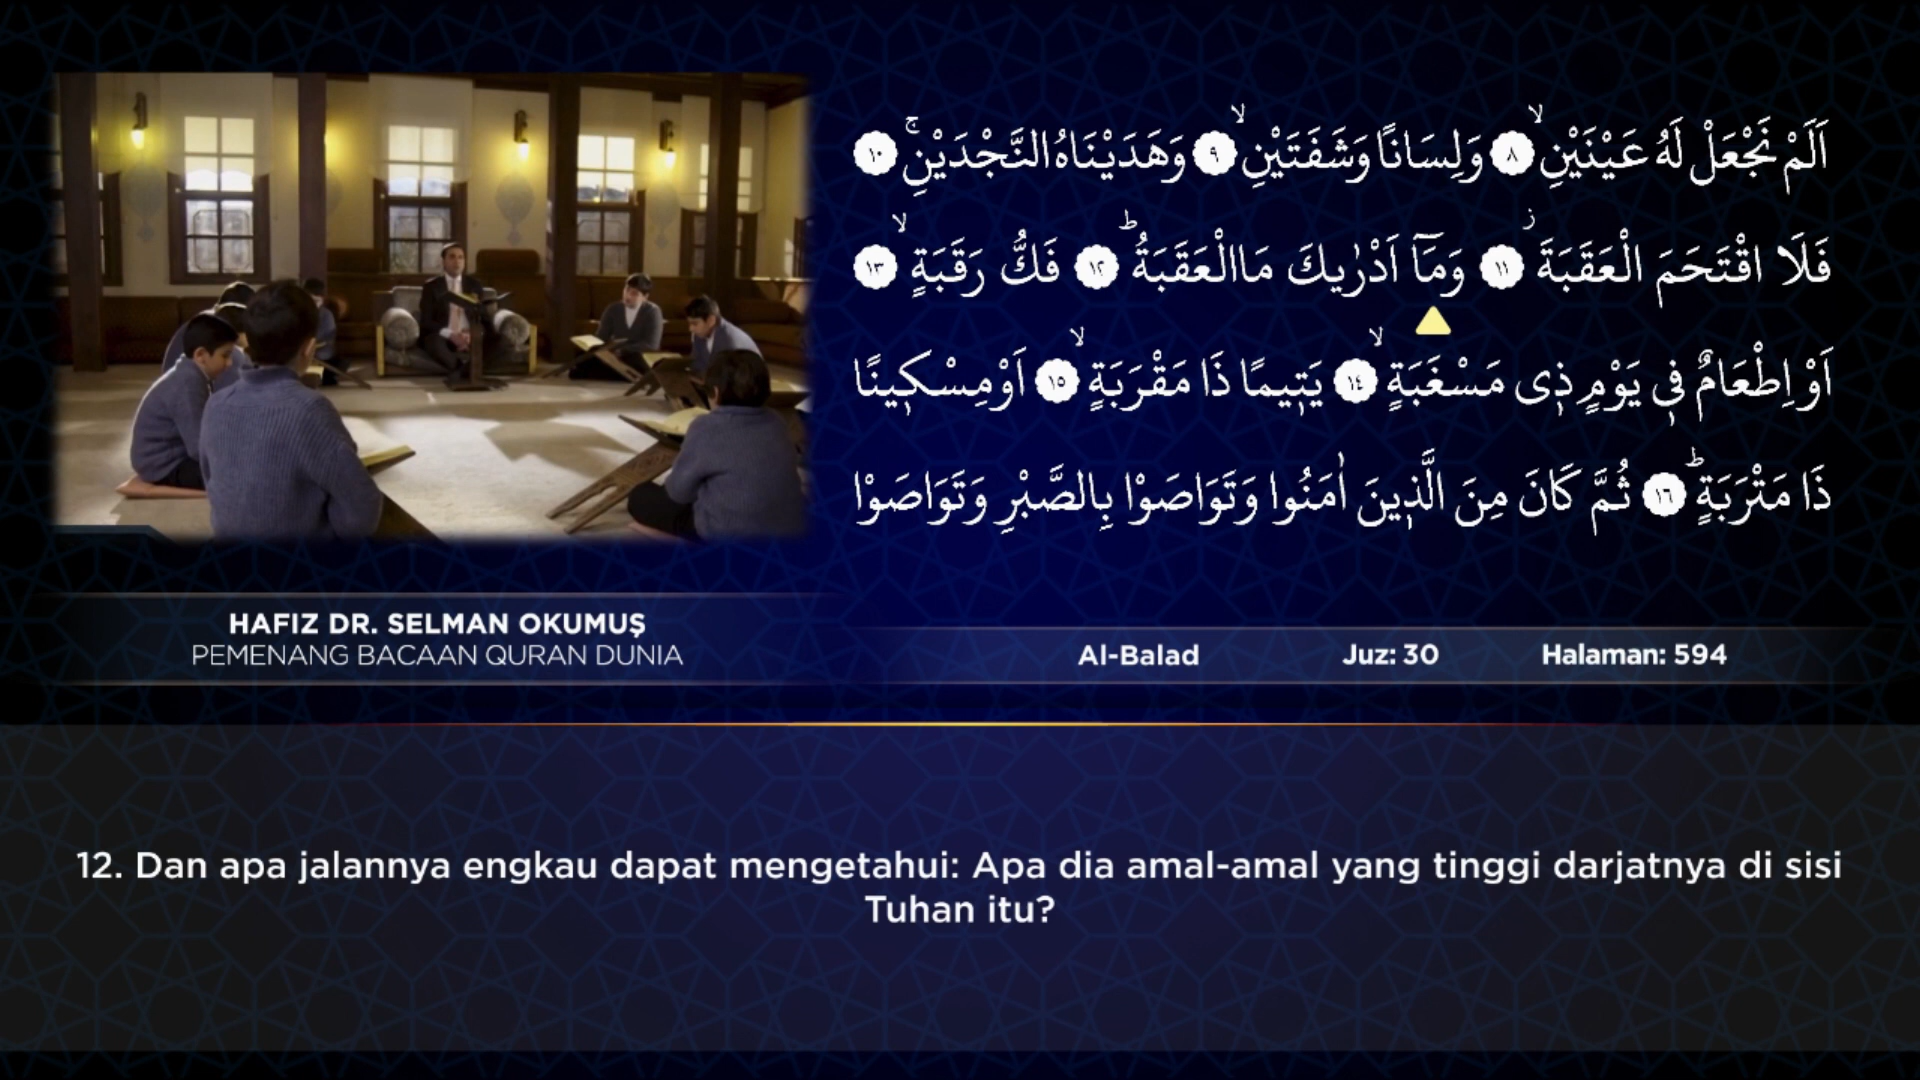 اَلَمْ نَجْعَلْ لَهُ عَيْنَيْنِۙ ٨ وَلِسَانًا وَشَفَتَيْنِۙ ٩ وَهَدَيْنَاهُ النَّجْدَيْنِۚ ١٠
فَلَا اقْتَحَمَ الْعَقَبَةَۘ ١١ وَمَٓا اَدْرٰيكَ مَاالْعَقَبَةُۜ ١٢ فَكُّ رَقَبَةٍۙ ١٣
اَوْ اِطْعَامٌ ف۪ي يَوْمٍ ذ۪ى مَسْغَبَةٍۙ ١٤ يَت۪يمًا ذَا مَقْرَبَةٍۙ ١٥ اَوْ مِسْك۪ينًا
ذَا مَتْرَبَةٍۜ ١٦ ثُمَّ كَانَ مِنَ الَّذ۪ينَ اٰمَنُوا وَتَوَاصَوْا بِالصَّبْرِ وَتَوَاصَوْا
HAFIZ DR. SELMAN OKUMUŞ
PEMENANG BACAAN QURAN DUNIA
Al-Balad Juz: 30 Halaman: 594
12. Dan apa jalannya engkau dapat mengetahui: Apa dia amal-amal yang tinggi darjatnya di sisi
Tuhan itu?